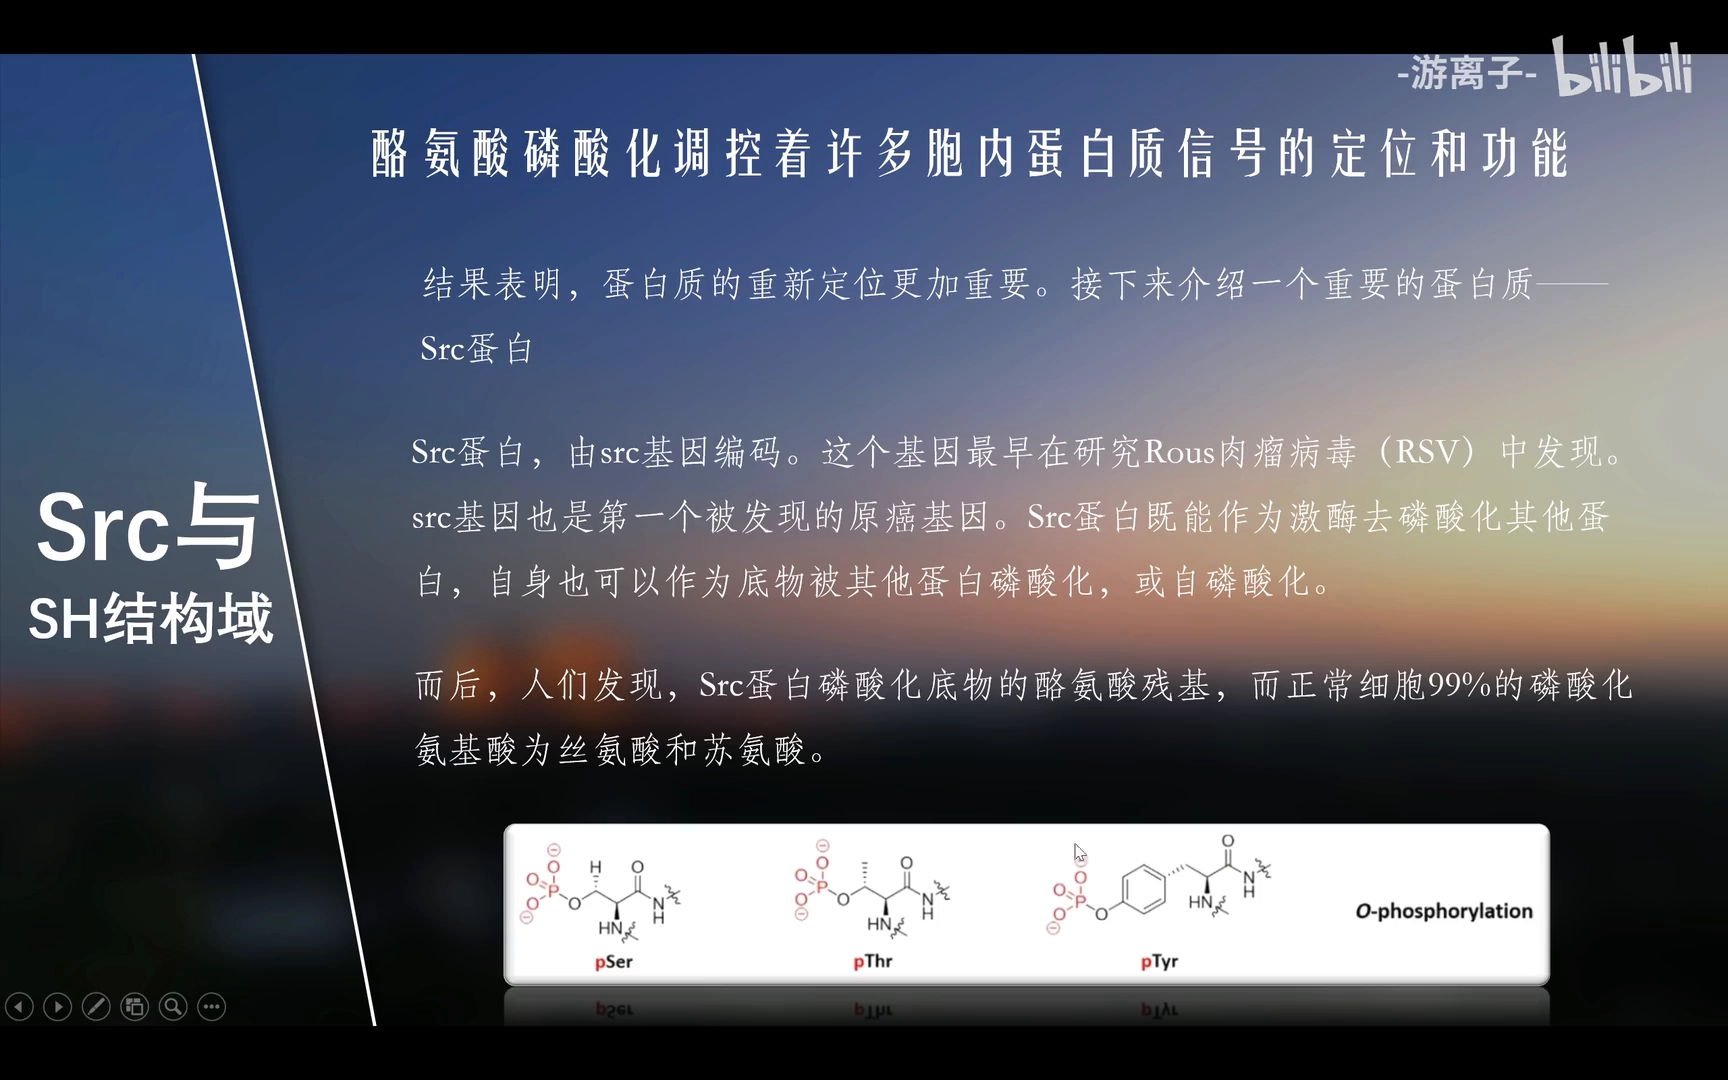 -游离子- bilibili
酪氨酸磷酸化调控着许多胞内蛋白质信号的定位和功能
结果表明，蛋白质的重新定位更加重要。接下来介绍一个重要的蛋白质——
Src蛋白
Src蛋白，由src基因编码。这个基因最早在研究Rous肉瘤病毒（RSV）中发现。
src基因也是第一个被发现的原癌基因。Src蛋白既能作为激酶去磷酸化其他蛋
白，自身也可以作为底物被其他蛋白磷酸化，或自磷酸化。
而后，人们发现，Src蛋白磷酸化底物的酪氨酸残基，而正常细胞99%的磷酸化
氨基酸为丝氨酸和苏氨酸。
Src与
SH结构域
O H O
O P O
O HN N H
pSer
O O
O P O
O HN N H
pThr
O O
O P O
O HN N H
pTyr
O-phosphorylation